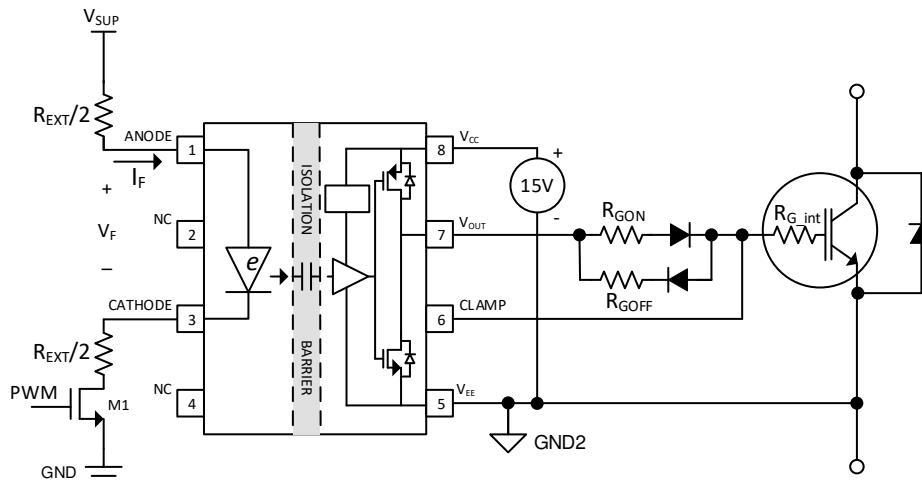 VSUP
REXT/2
ANODE
1
IF
+
VF
−
NC
2
CATHODE
3
REXT/2
NC
4
PWM
M1
GND
e
ISOLATION
BARRIER
8
VCC
7
VOUT
6
CLAMP
5
VEE
+
15V
-
GND2
RGON
RGOFF
RG_int